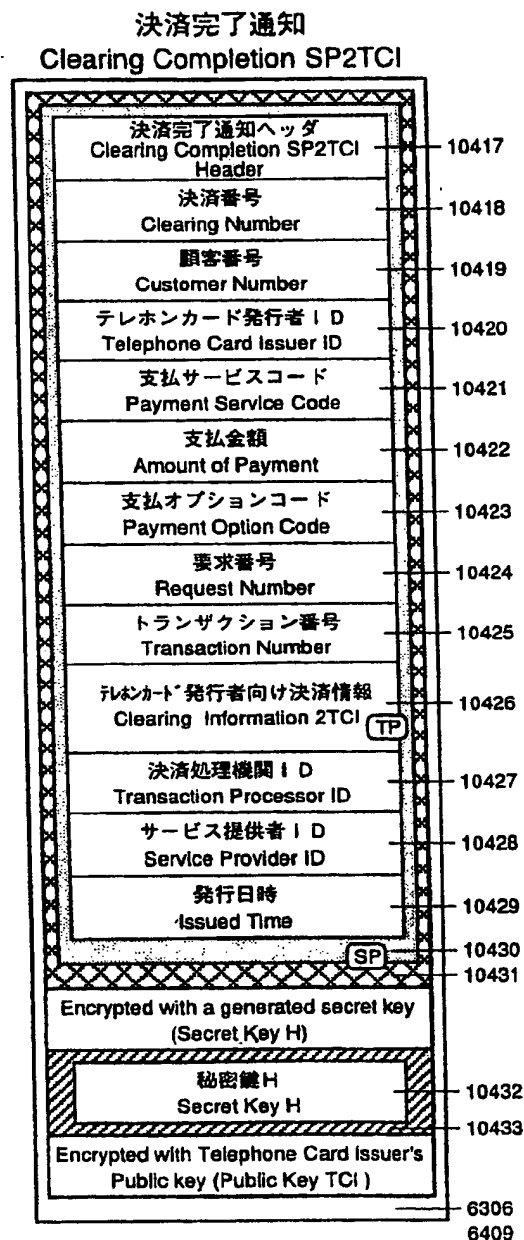 決済完了通知
Clearing Completion SP2TCI
決済完了通知ヘッダ
Clearing Completion SP2TCI
Header
10417
決済番号
Clearing Number
10418
顧客番号
Customer Number
10419
テレホンカード発行者ID
Telephone Card Issuer ID
10420
支払サービスコード
Payment Service Code
10421
支払金額
Amount of Payment
10422
支払オプションコード
Payment Option Code
10423
要求番号
Request Number
10424
トランザクション番号
Transaction Number
10425
テレホンカード発行者向け決済情報
Clearing Information 2TCI
TP
10426
決済処理機関ID
Transaction Processor ID
10427
サービス提供者ID
Service Provider ID
10428
発行日時
Issued Time
10429
SP
10430
10431
Encrypted with a generated secret key
(Secret Key H)
秘密鍵H
Secret Key H
10432
10433
Encrypted with Telephone Card Issuer's
Public key (Public Key TCI )
6306
6409